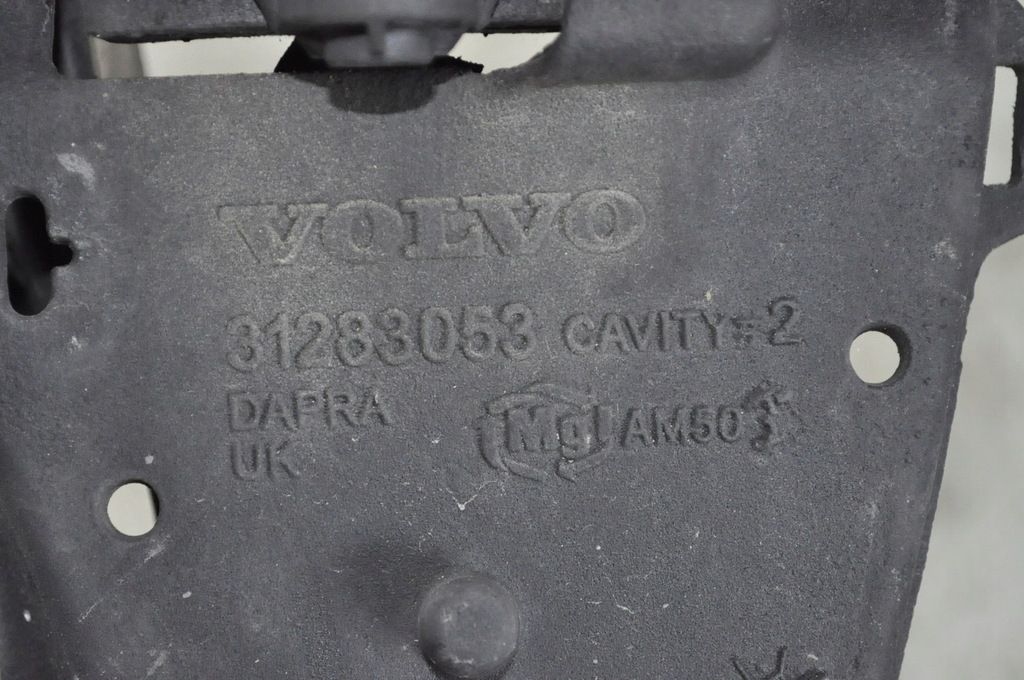 VOLVO
31283053 CAVITY=2
DAPRA
UK
Mg AM50